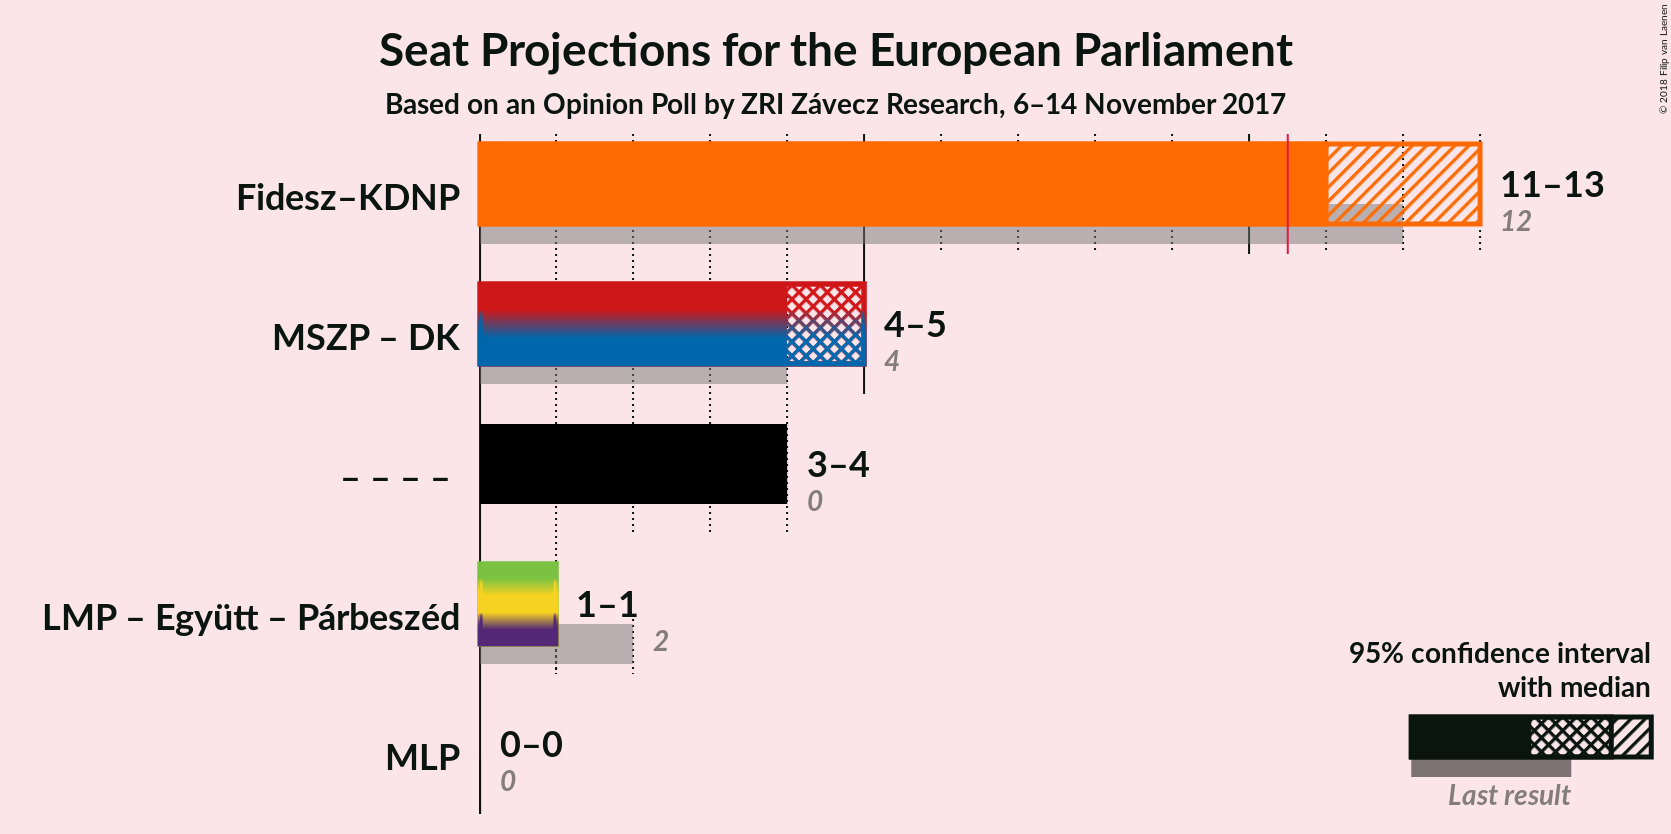 Seat Projections for the European Parliament
Based on an Opinion Poll by ZRI Závecz Research, 6–14 November 2017
© 2018 Filip van Laenen
Fidesz–KDNP
11–13
12
MSZP – DK
4–5
4
– – – –
3–4
0
LMP – Együtt – Párbeszéd
1–1
2
MLP
0–0
0
95% confidence interval
with median
Last result